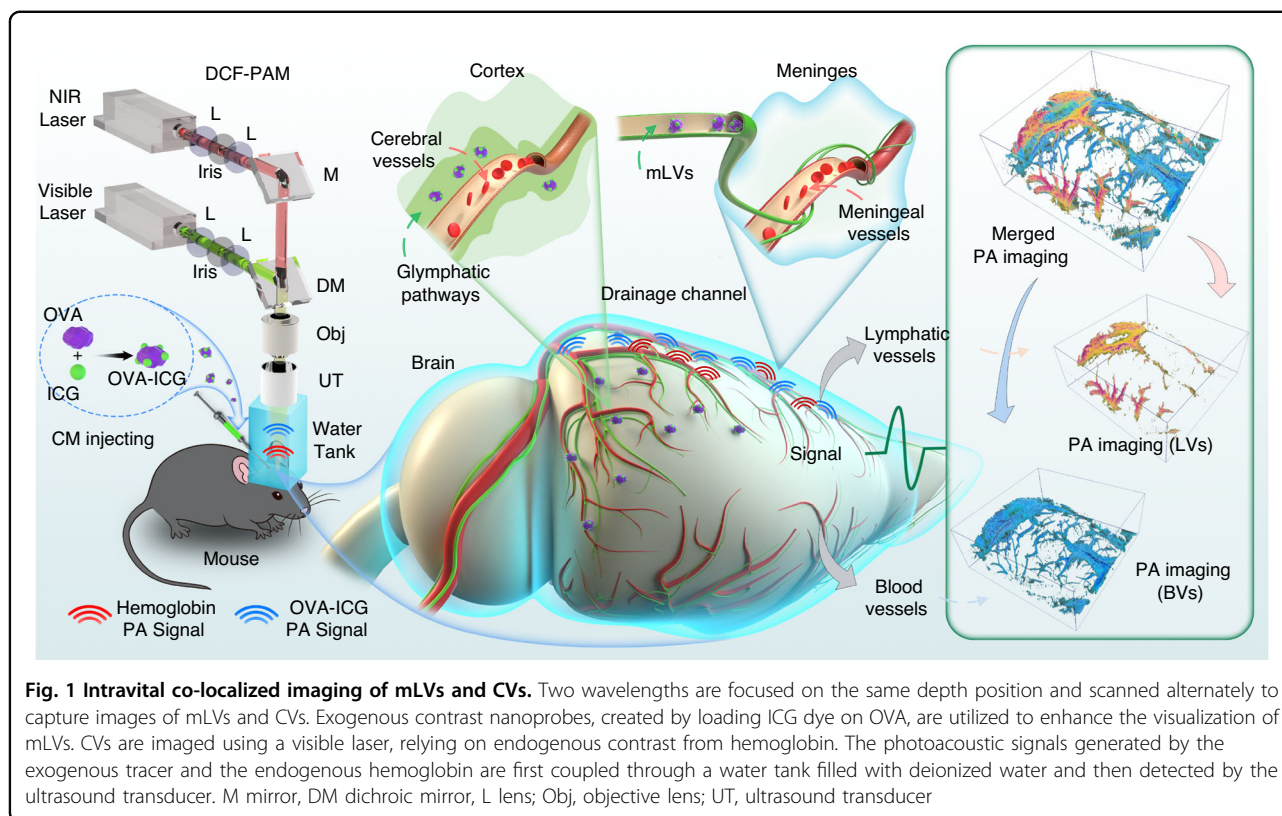 DCF-PAM
NIR
Laser
L
L
Iris
M
Visible
Laser
L
L
Iris
DM
OVA
+
ICG
OVA-ICG
Obj
UT
CM injecting
Water
Tank
Mouse
Hemoglobin
PA Signal
OVA-ICG
PA Signal
Cortex
Cerebral
vessels
Glymphatic
pathways
Meninges
mLVs
Meningeal
vessels
Drainage channel
Brain
Lymphatic
vessels
Signal
Blood
vessels
Merged
PA imaging
PA imaging (LVs)
PA imaging
(BVs)
Fig. 1 Intravital co-localized imaging of mLVs and CVs. Two wavelengths are focused on the same depth position and scanned alternately to
capture images of mLVs and CVs. Exogenous contrast nanoprobes, created by loading ICG dye on OVA, are utilized to enhance the visualization of
mLVs. CVs are imaged using a visible laser, relying on endogenous contrast from hemoglobin. The photoacoustic signals generated by the
exogenous tracer and the endogenous hemoglobin are first coupled through a water tank filled with deionized water and then detected by the
ultrasound transducer. M mirror, DM dichroic mirror, L lens; Obj, objective lens; UT, ultrasound transducer